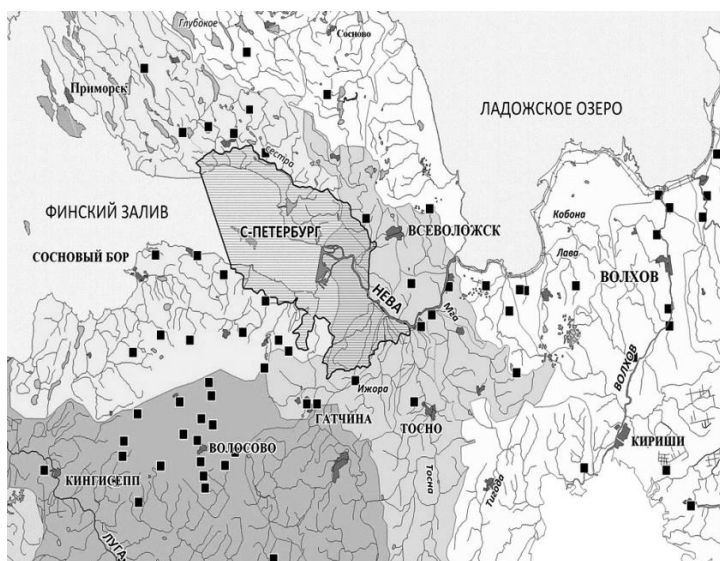 Глубокое
Сосново
Приморск
ЛАДОЖСКОЕ ОЗЕРО
Сестра
ФИНСКИЙ ЗАЛИВ
С-ПЕТЕРБУРГ
ВСЕВОЛОЖСК
Кобона
СОСНОВЫЙ БОР
Лава
ВОЛХОВ
НЕВА
Мга
ВОЛХОВ
Ижора
ГАТЧИНА
ТОСНО
ВОЛОСОВО
КИРИШИ
КИНГИСЕПП
Тосна
Тигода
ЛУГА